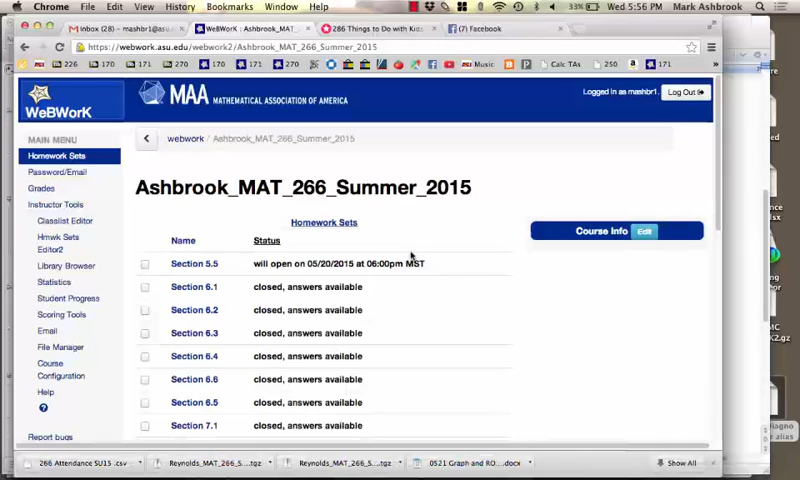 Chrome File Edit View History Bookmarks Window Help 33% Wed 5:56 PM Mark Ashbrook
Inbox (28) – mashbr1@asu. WeBWorK : Ashbrook_MAT_ 286 Things to Do with Kids (7) Facebook
https://webwork.asu.edu/webwork2/Ashbrook_MAT_266_Summer_2015
226 170 270 170 171 270 Music Calc TAs 250 171
WeBWorK
MAA MATHEMATICAL ASSOCIATION OF AMERICA
Logged in as mashbr1. Log Out
MAIN MENU
Homework Sets
Password/Email
Grades
Instructor Tools
Classlist Editor
Hmwk Sets
Editor2
Library Browser
Statistics
Student Progress
Scoring Tools
Email
File Manager
Course
Configuration
Help
?
Report bugs
webwork / Ashbrook_MAT_266_Summer_2015
Ashbrook_MAT_266_Summer_2015
Homework Sets
Course Info Edit
Name Status
Section 5.5 will open on 05/20/2015 at 06:00pm MST
Section 6.1 closed, answers available
Section 6.2 closed, answers available
Section 6.3 closed, answers available
Section 6.4 closed, answers available
Section 6.6 closed, answers available
Section 6.5 closed, answers available
Section 7.1 closed, answers available
266 Attendance SU15 .csv Reynolds_MAT_266_S....tgz Reynolds_MAT_266_S....tgz 0521 Graph and RO....docx Show All
Diagno
alias